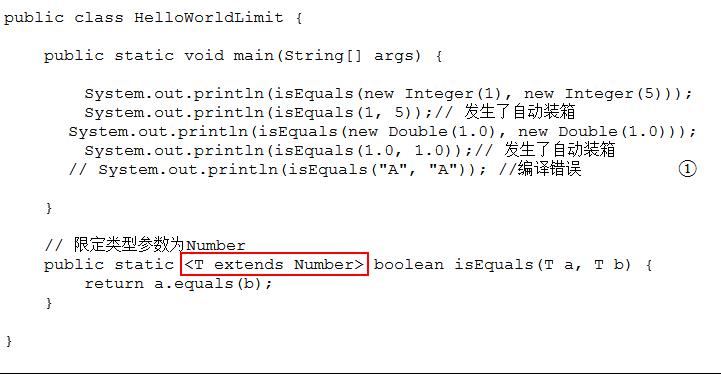 public class HelloWorldLimit {
public static void main(String[] args) {
System.out.println(isEquals(new Integer(1), new Integer(5)));
System.out.println(isEquals(1, 5));// 发生了自动装箱
System.out.println(isEquals(new Double(1.0), new Double(1.0)));
System.out.println(isEquals(1.0, 1.0));// 发生了自动装箱
// System.out.println(isEquals("A", "A")); //编译错误 ①
}
// 限定类型参数为Number
public static <T extends Number> boolean isEquals(T a, T b) {
return a.equals(b);
}
}